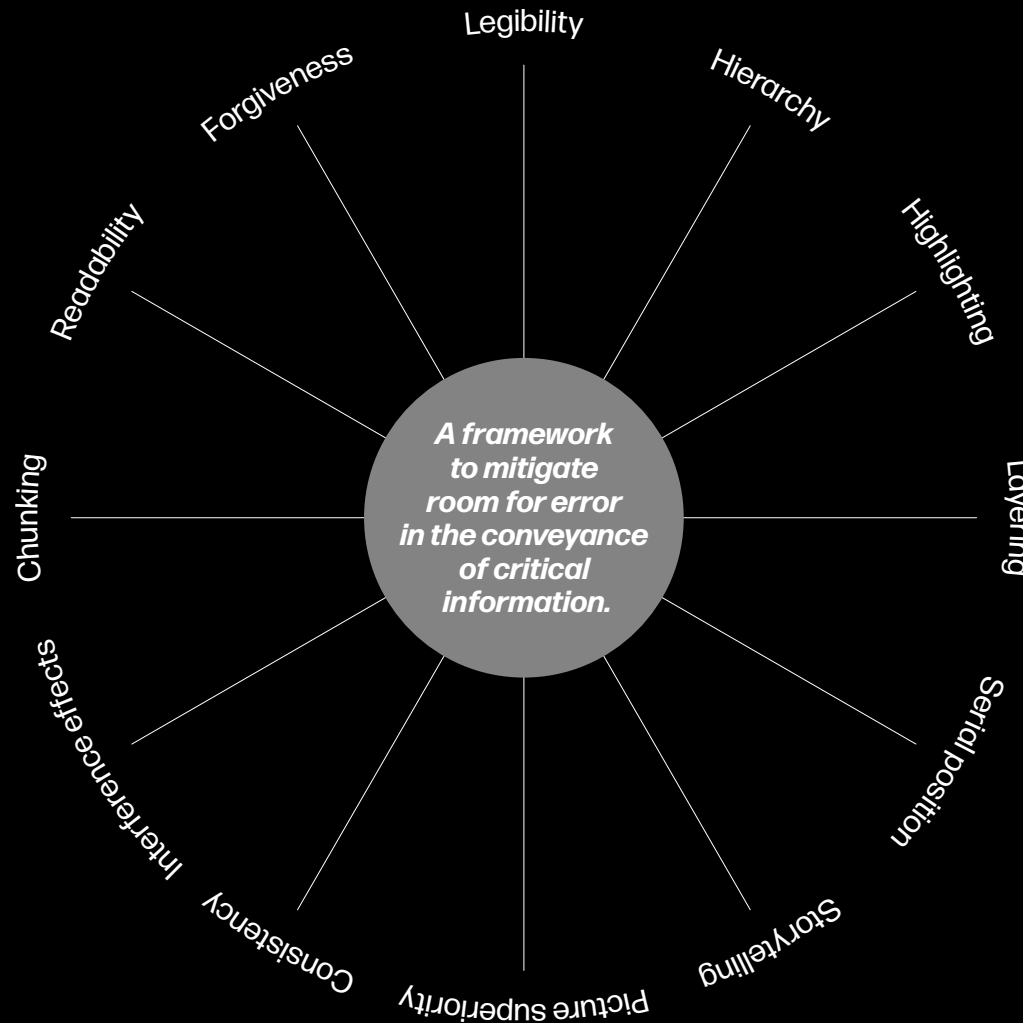 Legibility
Hierarchy
Highlighting
Layering
Serial position
Storytelling
Picture superiority
Consistency
Interference effects
Chunking
Readability
Forgiveness
A framework
to mitigate
room for error
in the conveyance
of critical
information.